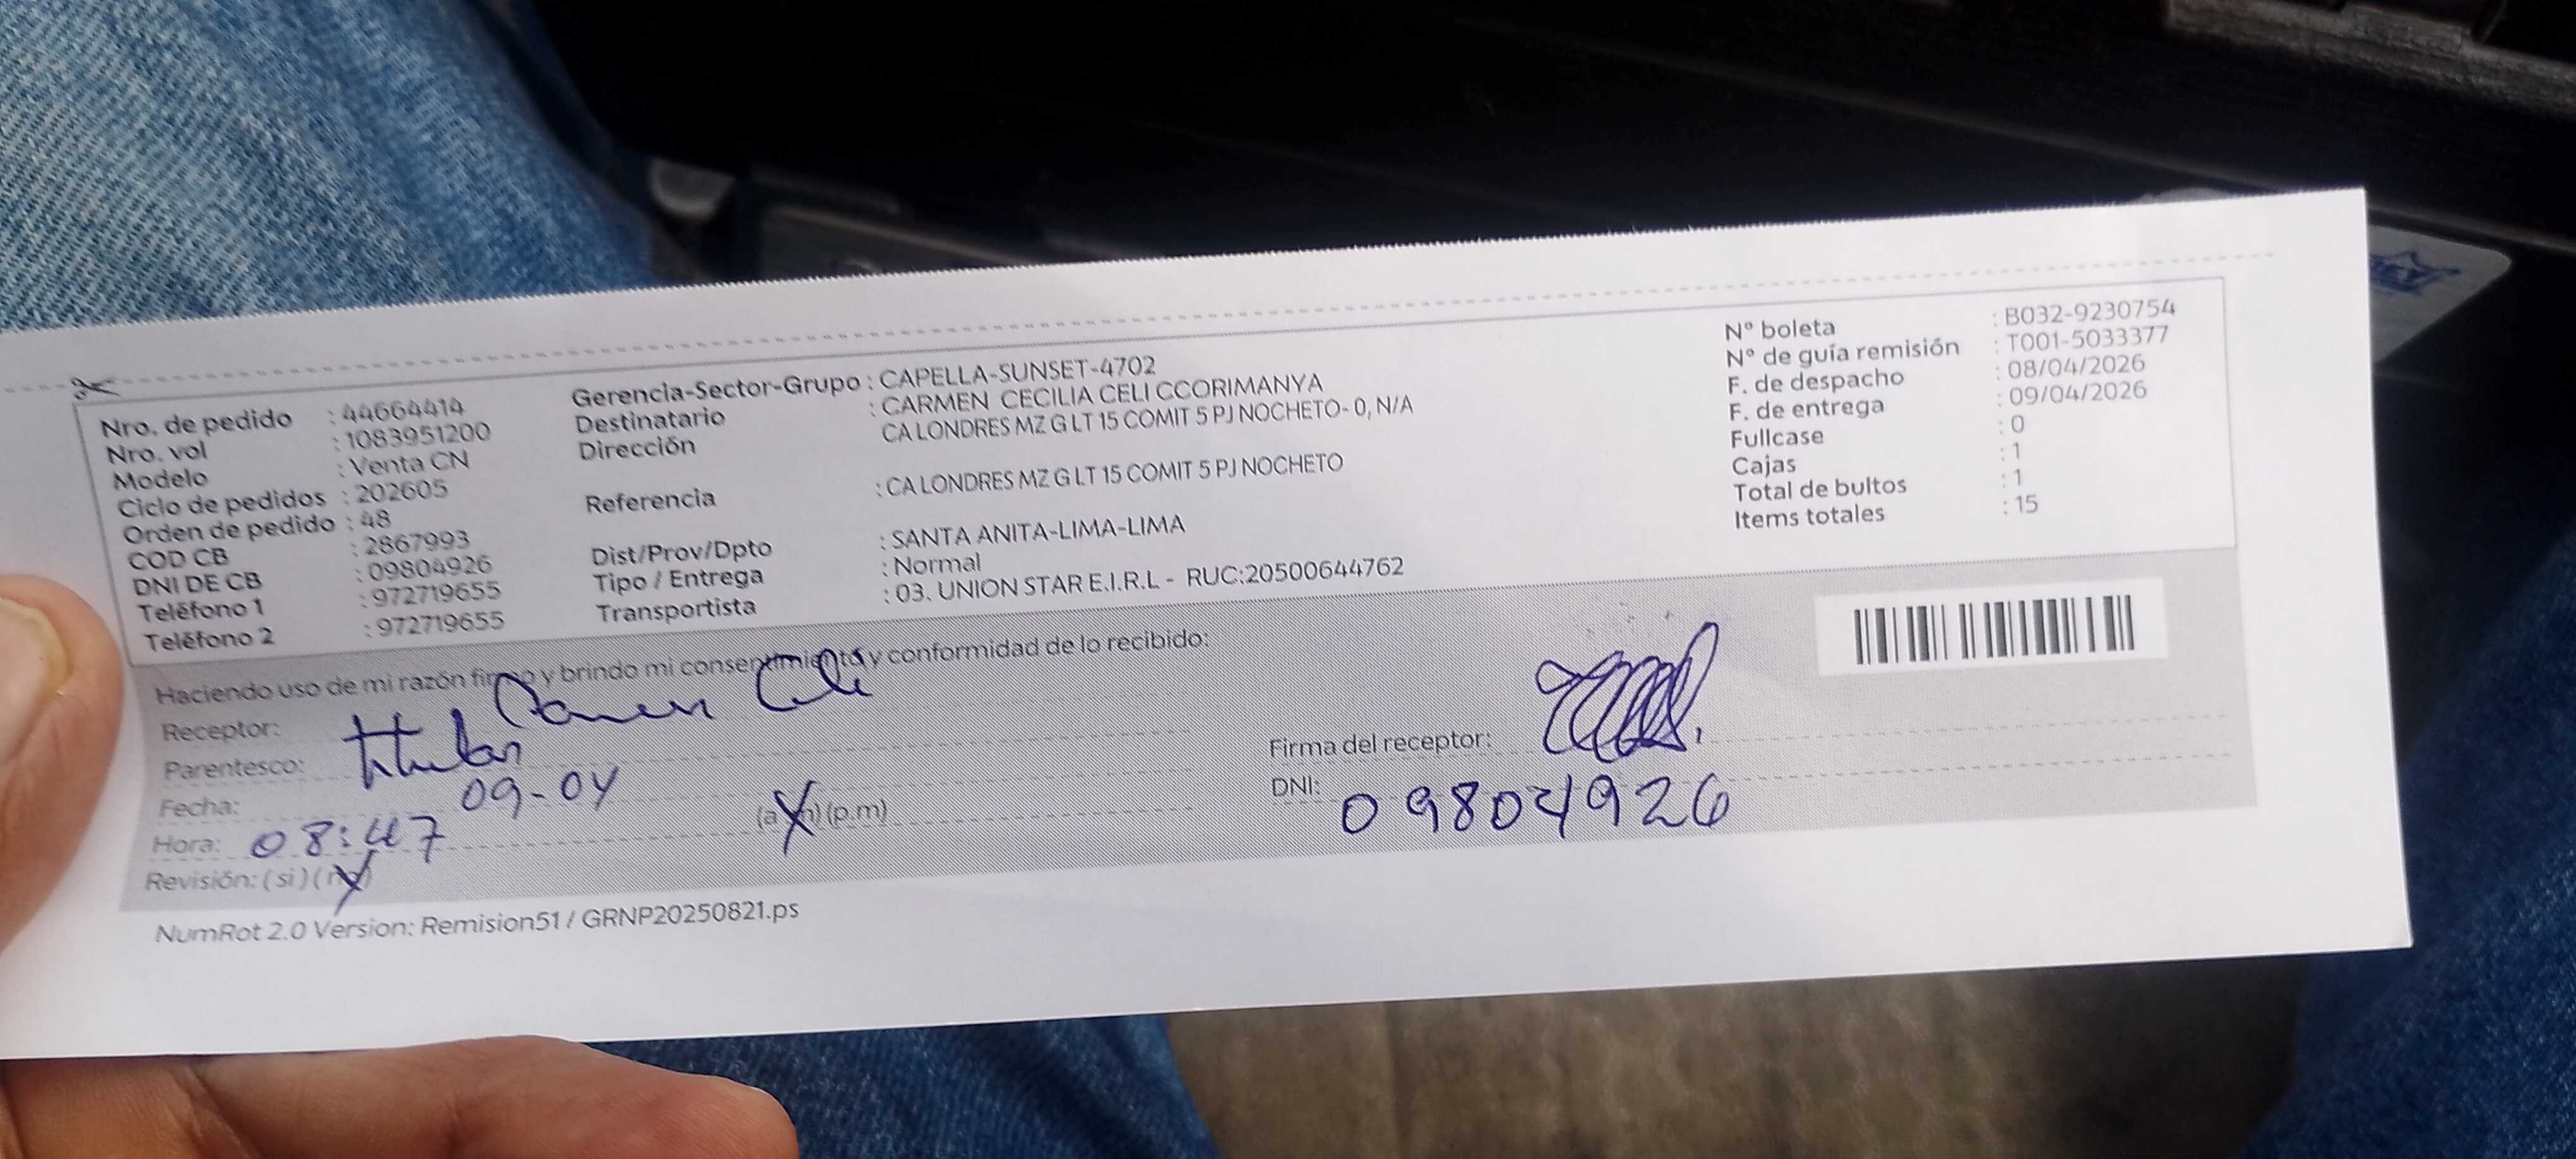 Nro. de pedido : 44664414
Nro. vol : 1083951200
Modelo : Venta CN
Ciclo de pedidos : 202605
Orden de pedido : 48
COD CB : 2867993
DNI DE CB : 09804926
Teléfono 1 : 972719655
Teléfono 2 : 972719655
Gerencia-Sector-Grupo : CAPELLA-SUNSET-4702
Destinatario : CARMEN CECILIA CELI CCORIMANYA
Dirección CA LONDRES MZ G LT 15 COMIT 5 PJ NOCHETO- 0, N/A
Referencia : CA LONDRES MZ G LT 15 COMIT 5 PJ NOCHETO
Dist/Prov/Dpto : SANTA ANITA-LIMA-LIMA
Tipo / Entrega : Normal
Transportista : 03. UNION STAR E.I.R.L - RUC:20500644762
N° boleta : B032-9230754
N° de guía remisión : T001-5033377
F. de despacho : 08/04/2026
F. de entrega : 09/04/2026
Fullcase : 0
Cajas : 1
Total de bultos : 1
Items totales : 15
Haciendo uso de mi razón firmo y brindo mi consentimiento y conformidad de lo recibido:
Receptor: Carmen Celi
Parentesco: titular
Fecha: 09-04
Hora: 08:47 (a.m) (p.m)
Revisión: (si) (no)
Firma del receptor:
DNI: 09804926
NumRot 2.0 Version: Remision51 / GRNP20250821.ps